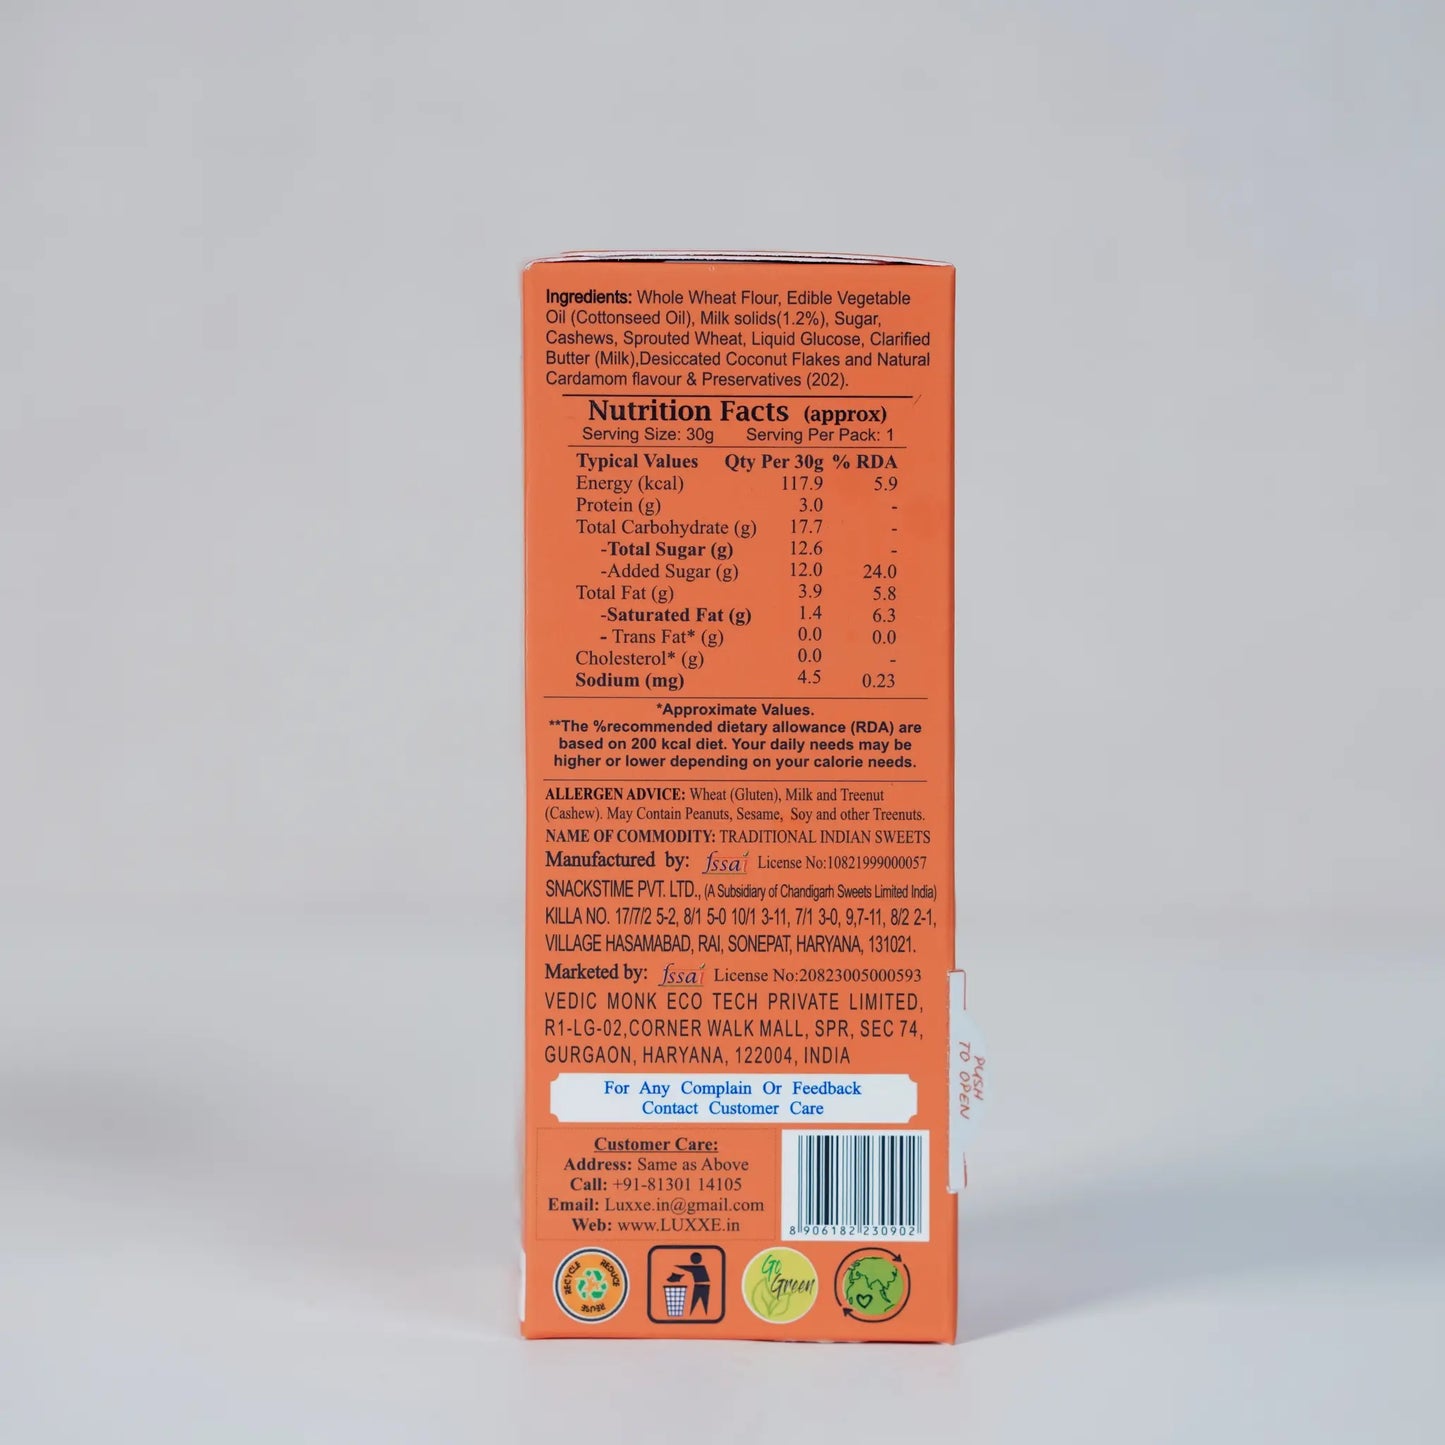 Ingredients: Whole Wheat Flour, Edible Vegetable
Oil (Cottonseed Oil), Milk solids(1.2%), Sugar,
Cashews, Sprouted Wheat, Liquid Glucose, Clarified
Butter (Milk),Desiccated Coconut Flakes and Natural
Cardamom flavour & Preservatives (202).
Nutrition Facts (approx)
Serving Size: 30g Serving Per Pack: 1
Typical Values Qty Per 30g % RDA
Energy (kcal) 117.9 5.9
Protein (g) 3.0 -
Total Carbohydrate (g) 17.7 -
-Total Sugar (g) 12.6 -
-Added Sugar (g) 12.0 24.0
Total Fat (g) 3.9 5.8
-Saturated Fat (g) 1.4 6.3
- Trans Fat* (g) 0.0 0.0
Cholesterol* (g) 0.0 -
Sodium (mg) 4.5 0.23
*Approximate Values.
**The %recommended dietary allowance (RDA) are
based on 200 kcal diet. Your daily needs may be
higher or lower depending on your calorie needs.
ALLERGEN ADVICE: Wheat (Gluten), Milk and Treenut
(Cashew). May Contain Peanuts, Sesame, Soy and other Treenuts.
NAME OF COMMODITY: TRADITIONAL INDIAN SWEETS
Manufactured by: fssai License No:10821999000057
SNACKSTIME PVT. LTD., (A Subsidiary of Chandigarh Sweets Limited India)
KILLA NO. 17/7/2 5-2, 8/1 5-0 10/1 3-11, 7/1 3-0, 9,7-11, 8/2 2-1,
VILLAGE HASAMABAD, RAI, SONEPAT, HARYANA, 131021.
Marketed by: fssai License No:20823005000593
VEDIC MONK ECO TECH PRIVATE LIMITED,
R1-LG-02,CORNER WALK MALL, SPR, SEC 74,
GURGAON, HARYANA, 122004, INDIA
PUSH
TO OPEN
For Any Complain Or Feedback
Contact Customer Care
Customer Care:
Address: Same as Above
Call: +91-81301 14105
Email: Luxxe.in@gmail.com
Web: www.LUXXE.in
8 906182 230902
RECYCLE REDUCE REUSE
Go
Green